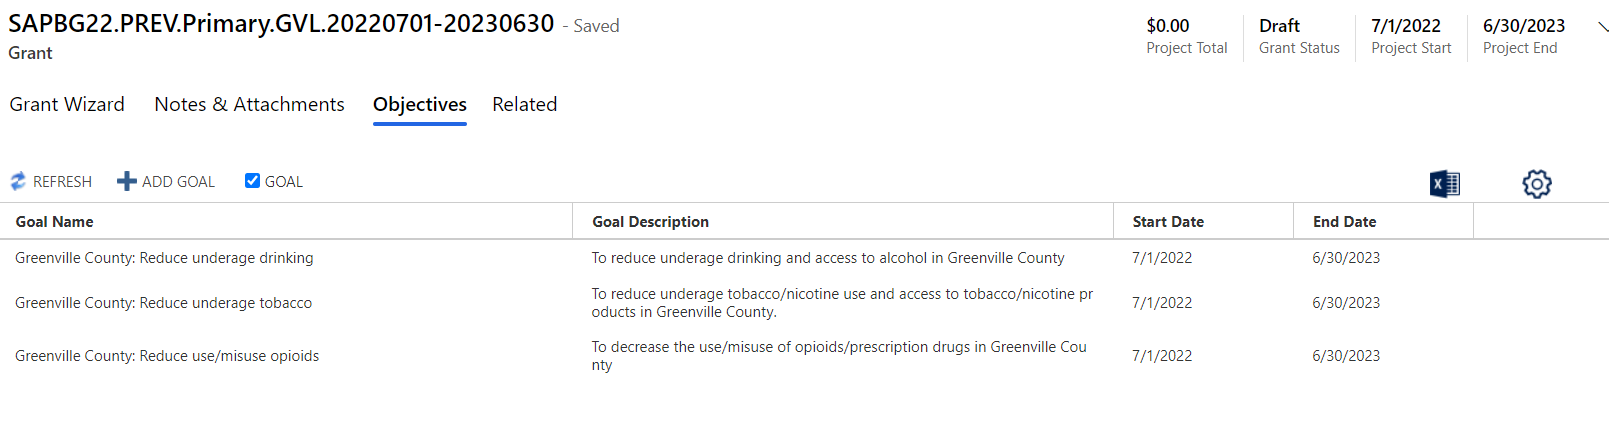 SAPBG22.PREV.Primary.GVL.20220701-20230630 - Saved
Grant
$0.00 Draft 7/1/2022 6/30/2023
Project Total Grant Status Project Start Project End
Grant Wizard Notes & Attachments Objectives Related
REFRESH ADD GOAL GOAL
Goal Name Goal Description Start Date End Date
Greenville County: Reduce underage drinking To reduce underage drinking and access to alcohol in Greenville County 7/1/2022 6/30/2023
Greenville County: Reduce underage tobacco To reduce underage tobacco/nicotine use and access to tobacco/nicotine pr 7/1/2022 6/30/2023
oducts in Greenville County.
Greenville County: Reduce use/misuse opioids To decrease the use/misuse of opioids/prescription drugs in Greenville Cou 7/1/2022 6/30/2023
nty